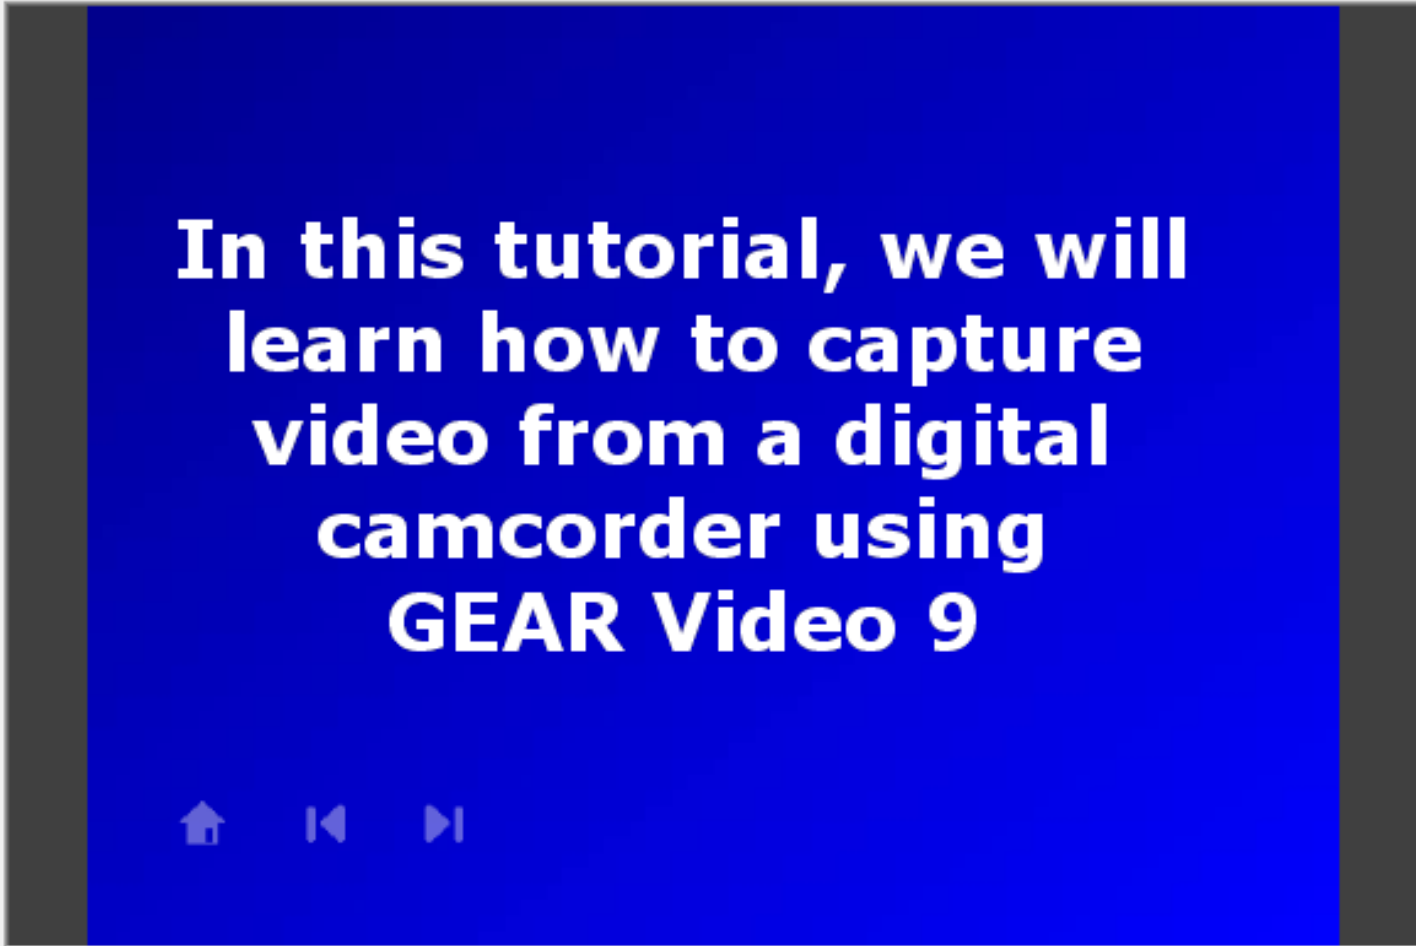 In this tutorial, we will
learn how to capture
video from a digital
camcorder using
GEAR Video 9